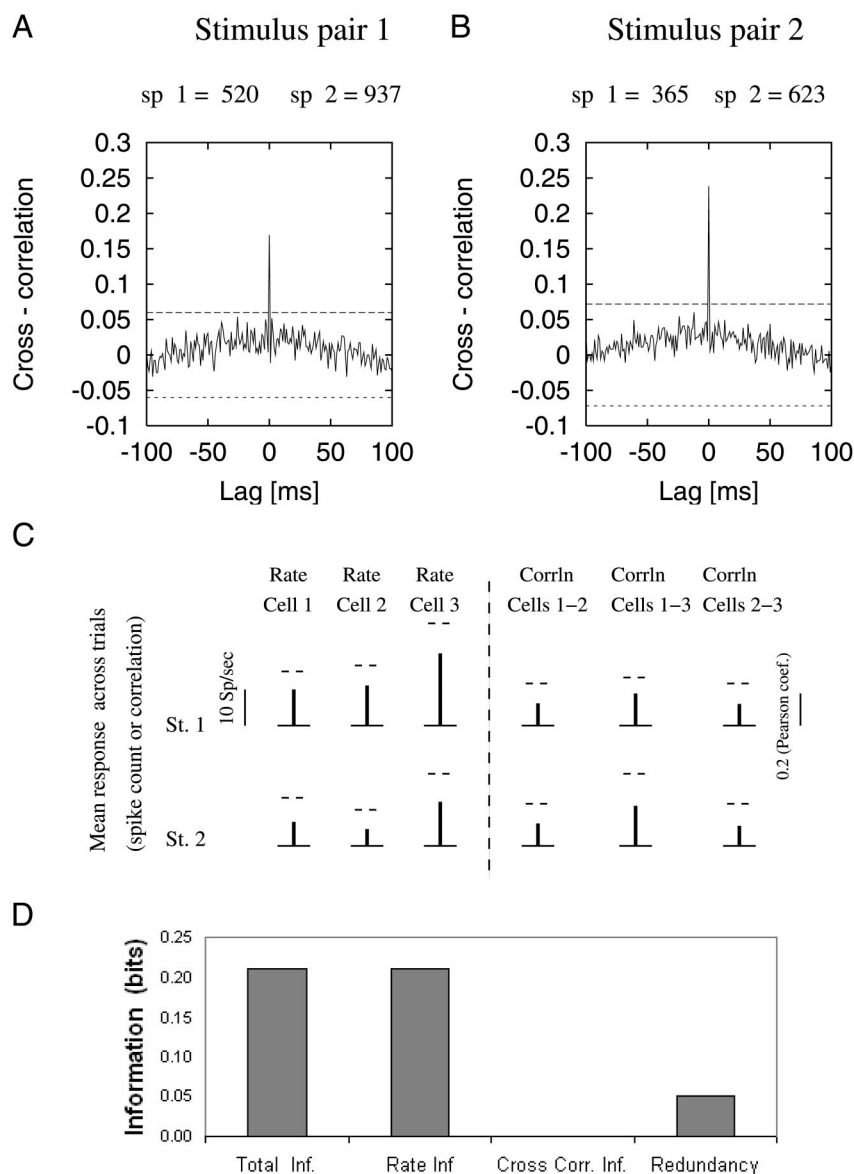 A Stimulus pair 1
sp 1 = 520 sp 2 = 937
0.3
0.25
0.2
0.15
0.1
0.05
0
-0.05
-0.1
Cross - correlation
-100 -50 0 50 100
Lag [ms]
B Stimulus pair 2
sp 1 = 365 sp 2 = 623
0.3
0.25
0.2
0.15
0.1
0.05
0
-0.05
-0.1
Cross - correlation
-100 -50 0 50 100
Lag [ms]
C
Rate Rate Rate Corrln Corrln Corrln
Cell 1 Cell 2 Cell 3 Cells 1–2 Cells 1–3 Cells 2–3
Mean response across trials
(spike count or correlation)
10 Sp/sec
St. 1
0.2 (Pearson coef.)
St. 2
D
Information (bits)
0.25
0.20
0.15
0.10
0.05
0.00
Total Inf. Rate Inf Cross Corr. Inf. Redundancy